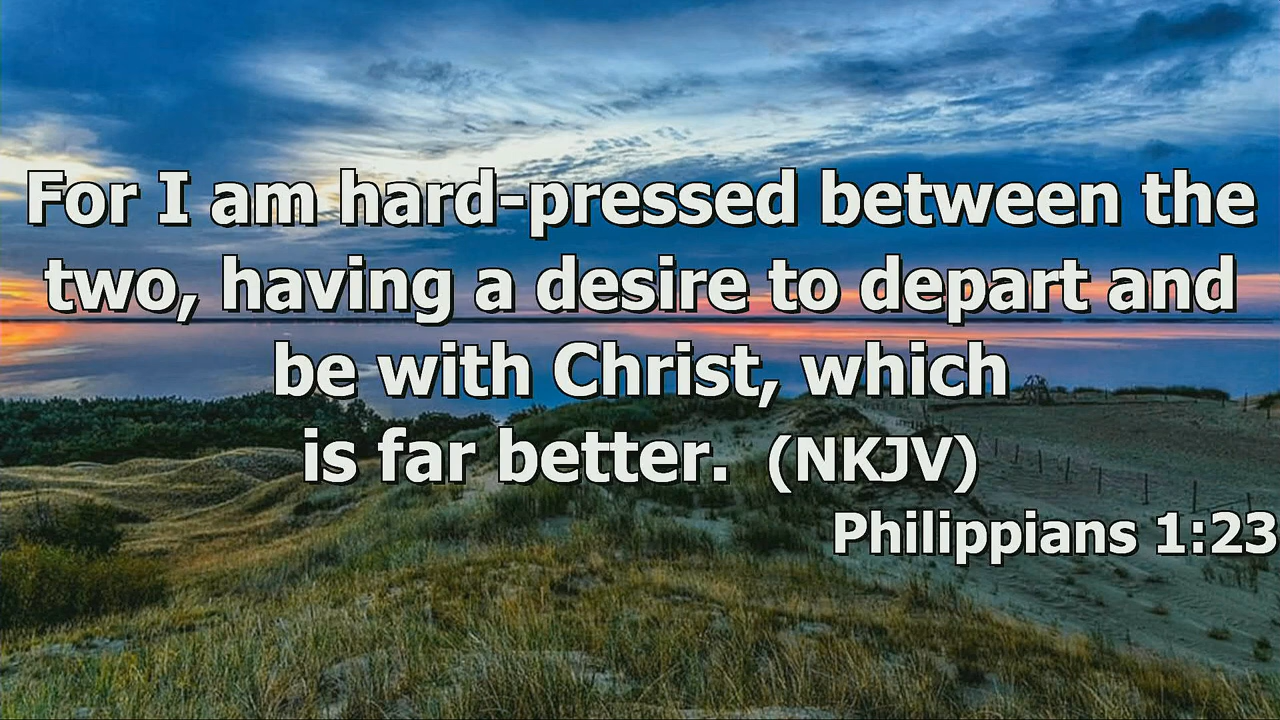 For I am hard-pressed between the
two, having a desire to depart and
be with Christ, which
is far better. (NKJV)
Philippians 1:23